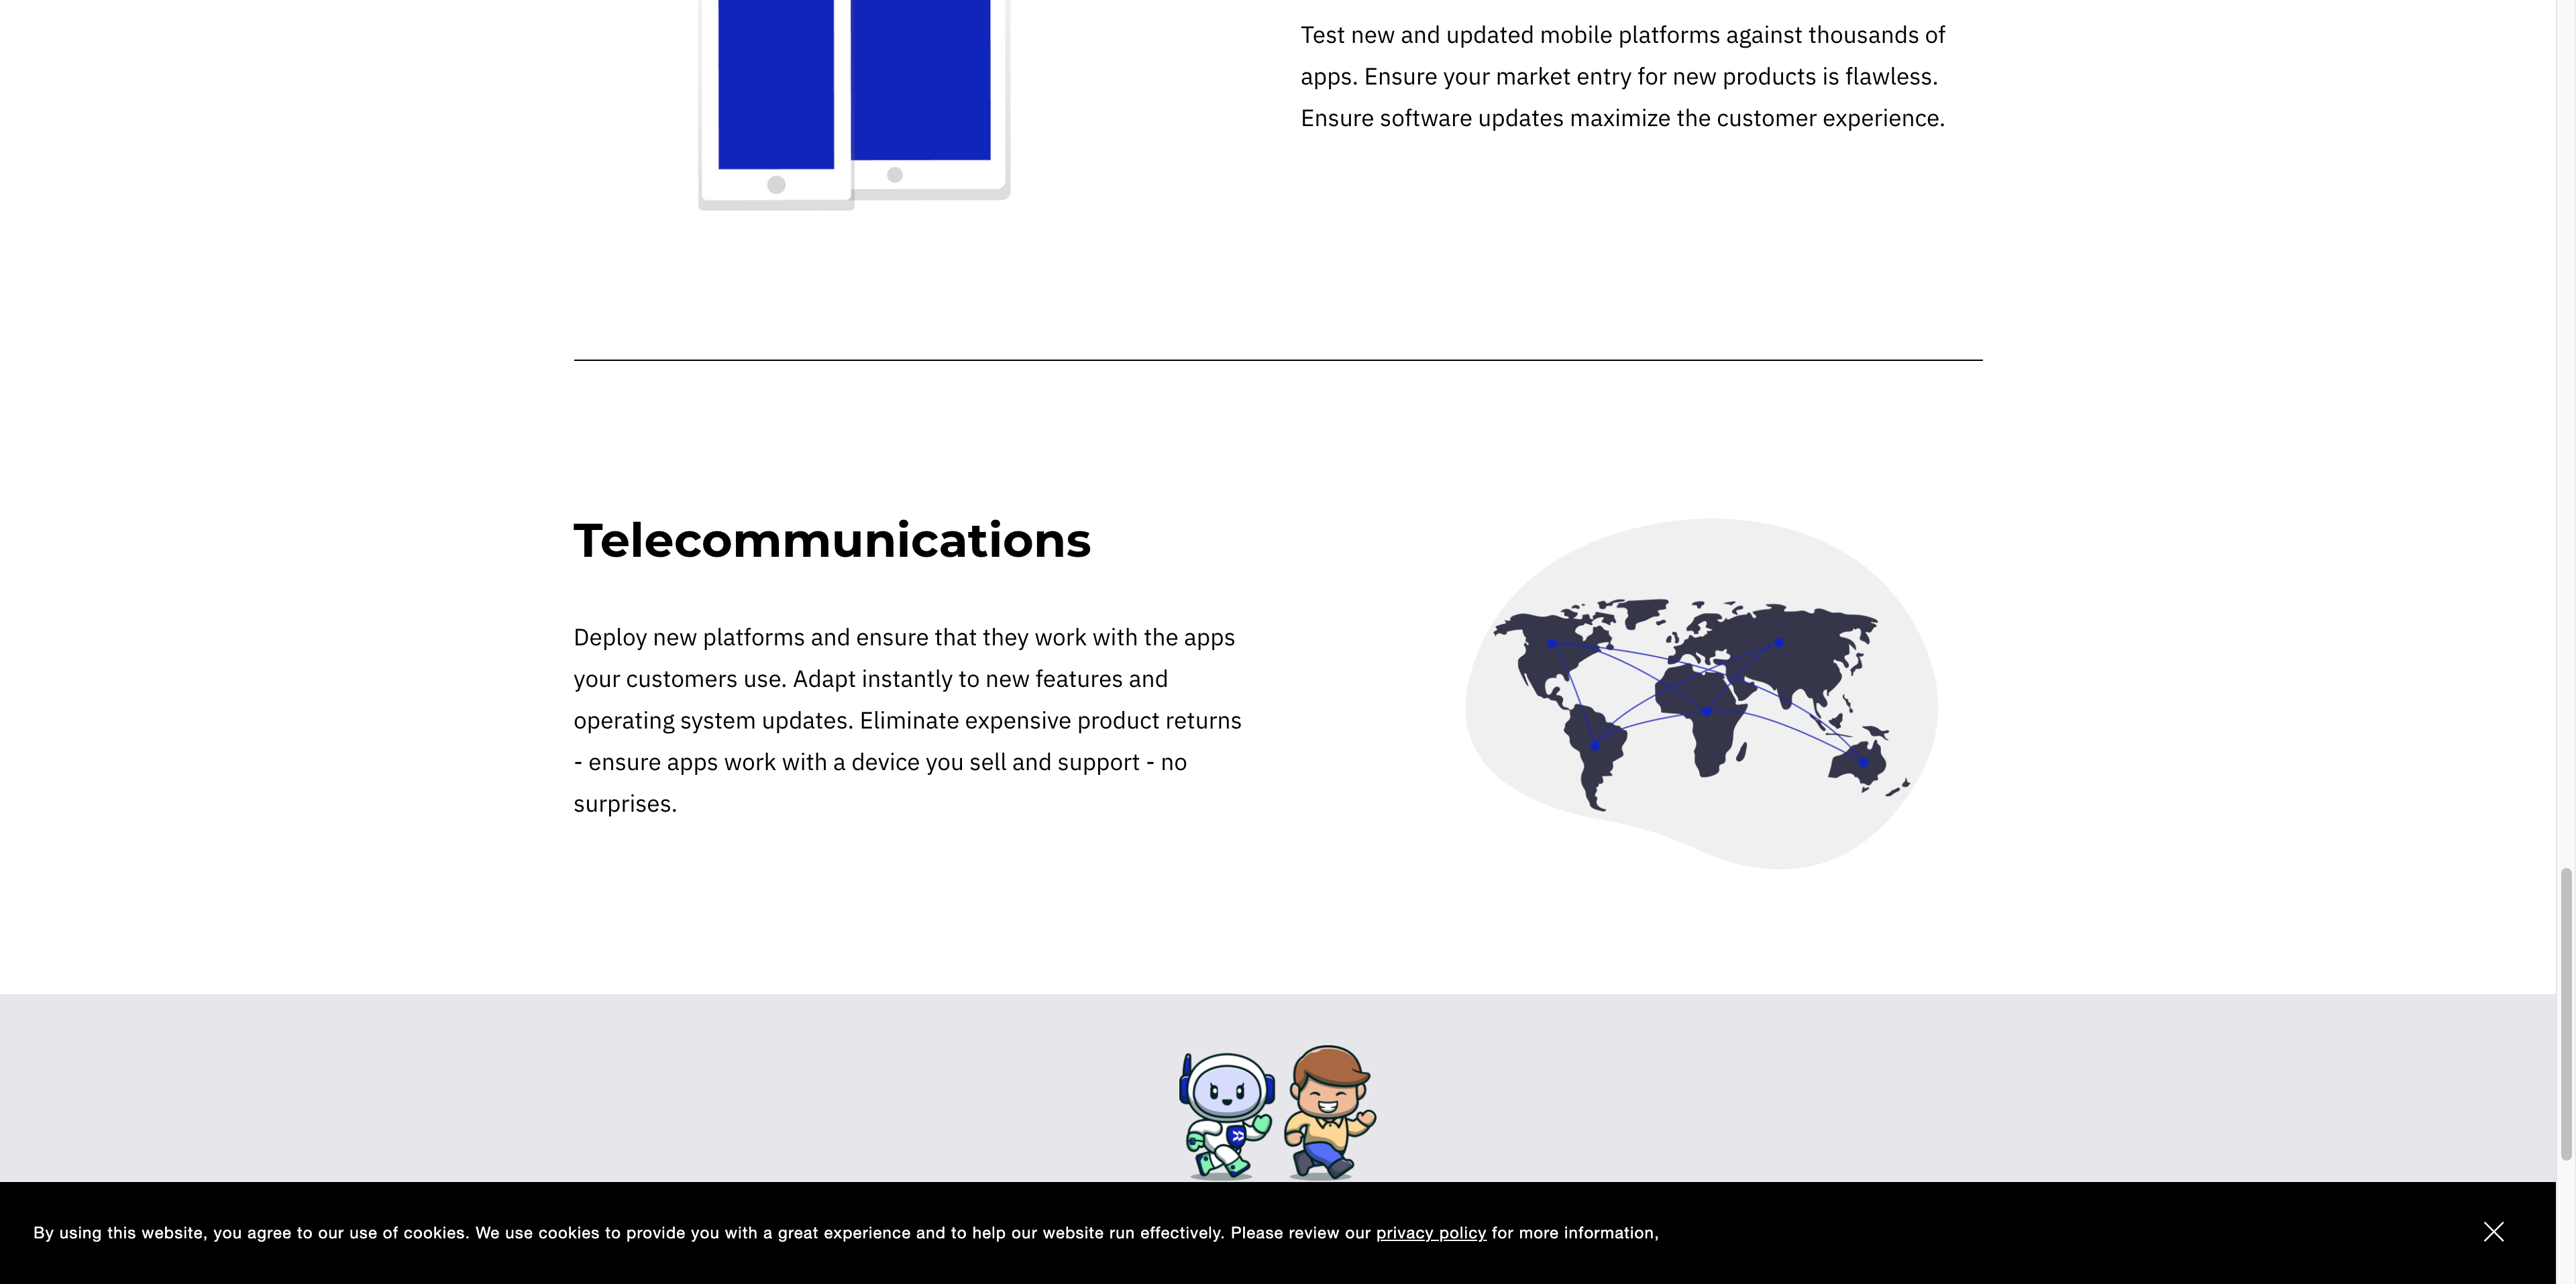 Test new and updated mobile platforms against thousands of
apps. Ensure your market entry for new products is flawless.
Ensure software updates maximize the customer experience.
Telecommunications
Deploy new platforms and ensure that they work with the apps
your customers use. Adapt instantly to new features and
operating system updates. Eliminate expensive product returns
- ensure apps work with a device you sell and support - no
surprises.
By using this website, you agree to our use of cookies. We use cookies to provide you with a great experience and to help our website run effectively. Please review our privacy policy for more information,